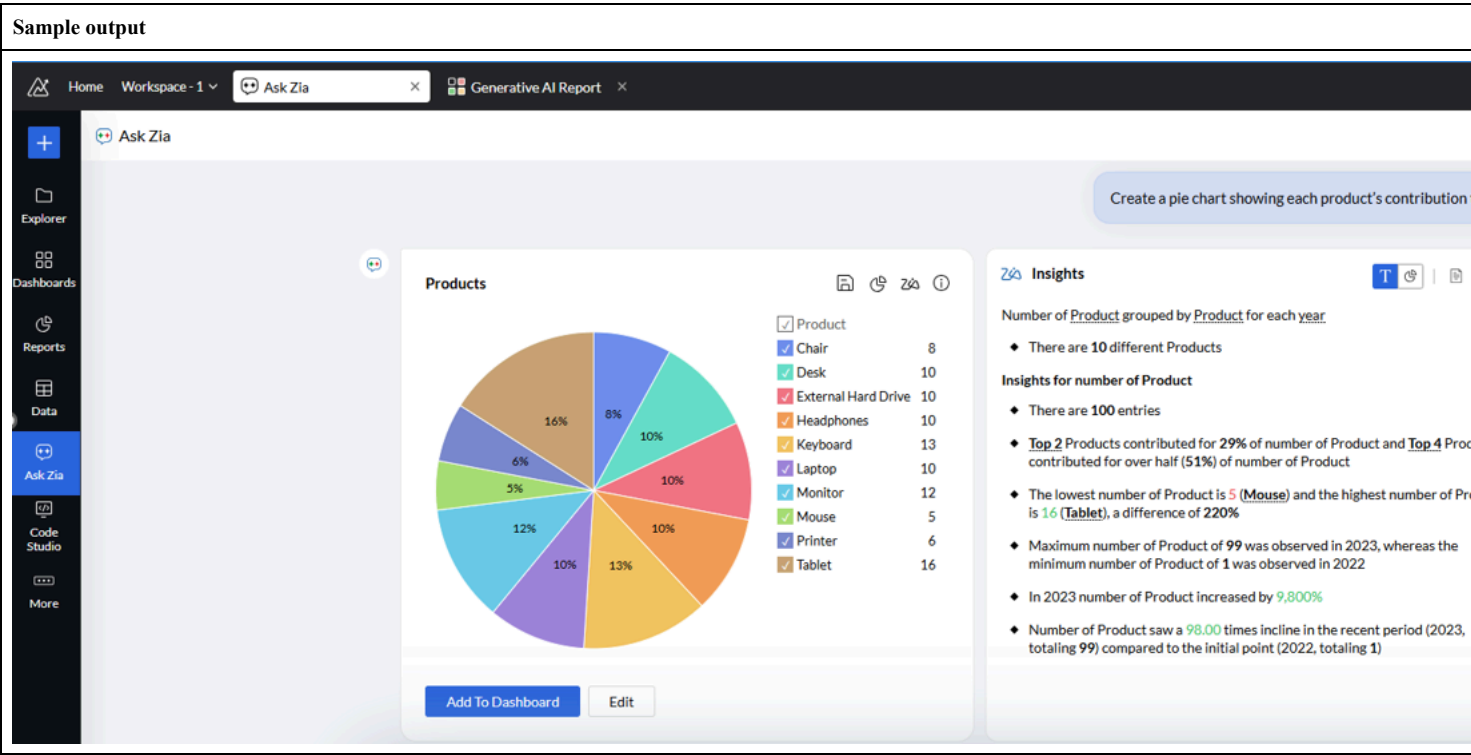 Sample output
Home Workspace - 1 Ask Zia × Generative AI Report ×
Ask Zia
Explorer
Dashboards
Reports
Data
Ask Zia
Code
Studio
More
Create a pie chart showing each product's contribution
Products
8%
10%
10%
10%
13%
10%
12%
5%
6%
16%
Product
Chair 8
Desk 10
External Hard Drive 10
Headphones 10
Keyboard 13
Laptop 10
Monitor 12
Mouse 5
Printer 6
Tablet 16
Add To Dashboard Edit
Zia Insights
T
Number of Product grouped by Product for each year
There are 10 different Products
Insights for number of Product
There are 100 entries
Top 2 Products contributed for 29% of number of Product and Top 4
contributed for over half (51%) of number of Product
The lowest number of Product is 5 (Mouse) and the highest number of
is 16 (Tablet), a difference of 220%
Maximum number of Product of 99 was observed in 2023, whereas the
minimum number of Product of 1 was observed in 2022
In 2023 number of Product increased by 9,800%
Number of Product saw a 98.00 times incline in the recent period (2023,
totaling 99) compared to the initial point (2022, totaling 1)